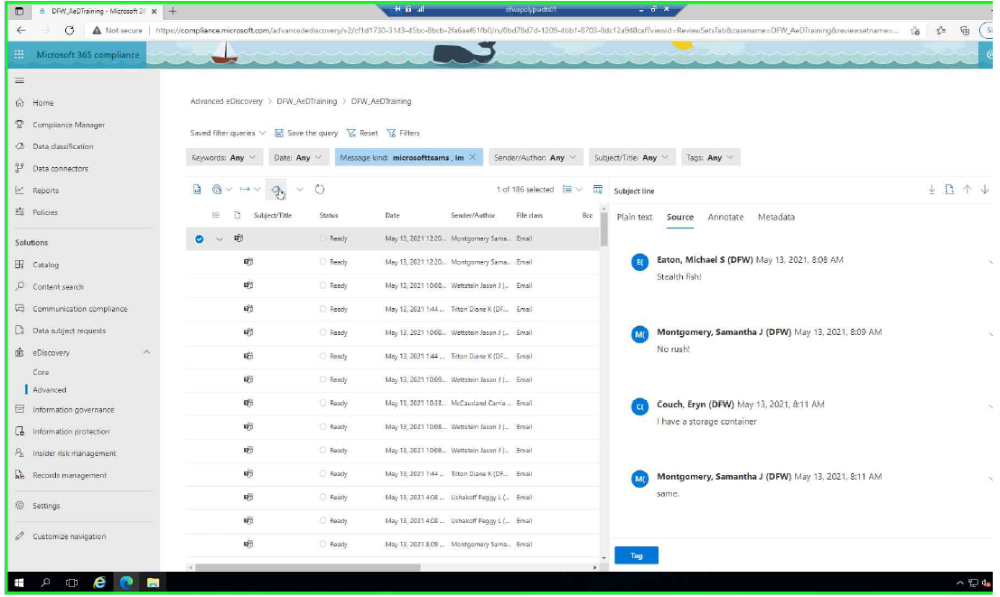 DFW_AeDTraining - Microsoft 36
dfwapolypwdts01
Not secure
https://compliance.microsoft.com/advancedediscovery/v2/cf1d1730-3143-45bc-8bcb-2fa6aef61fb0/rs/0bd78d7d-1209-4bb1-8703-8dc12a948caf?viewid=ReviewSetsTab&casename=DFW_AeDTraining&reviewsetname=...
Microsoft 365 compliance
Home
Compliance Manager
Data classification
Data connectors
Reports
Policies
Solutions
Catalog
Content search
Communication compliance
Data subject requests
eDiscovery
Core
Advanced
Information governance
Information protection
Insider risk management
Records management
Settings
Customize navigation
Advanced eDiscovery > DFW_AeDTraining > DFW_AeDTraining
Saved filter queries Save the query Reset Filters
Keywords: Any Date: Any Message kind: microsoftteams , im Sender/Author: Any Subject/Title: Any Tags: Any
1 of 186 selected
Subject/Title Status Date Sender/Author File class Bcc
Ready May 13, 2021 12:20... Montgomery Sama... Email
Ready May 13, 2021 12:20... Montgomery Sama... Email
Ready May 13, 2021 10:08... Wettstein Jason J (... Email
Ready May 13, 2021 1:44 ... Tilton Diane K (DF... Email
Ready May 13, 2021 10:08... Wettstein Jason J (... Email
Ready May 13, 2021 1:44 ... Tilton Diane K (DF... Email
Ready May 13, 2021 10:09... Wettstein Jason J (... Email
Ready May 13, 2021 10:33... McCausland Carrie ... Email
Ready May 13, 2021 10:08... Wettstein Jason J (... Email
Ready May 13, 2021 10:08... Wettstein Jason J (... Email
Ready May 13, 2021 1:44 ... Tilton Diane K (DF... Email
Ready May 13, 2021 4:08 ... Ushakoff Peggy L (... Email
Ready May 13, 2021 4:08 ... Ushakoff Peggy L (... Email
Ready May 13, 2021 8:09 ... Montgomery Sama... Email
Subject line
Plain text Source Annotate Metadata
E( Eaton, Michael S (DFW) May 13, 2021, 8:08 AM
Stealth fish!
M( Montgomery, Samantha J (DFW) May 13, 2021, 8:09 AM
No rush!
C( Couch, Eryn (DFW) May 13, 2021, 8:11 AM
I have a storage container
M( Montgomery, Samantha J (DFW) May 13, 2021, 8:11 AM
same.
Tag